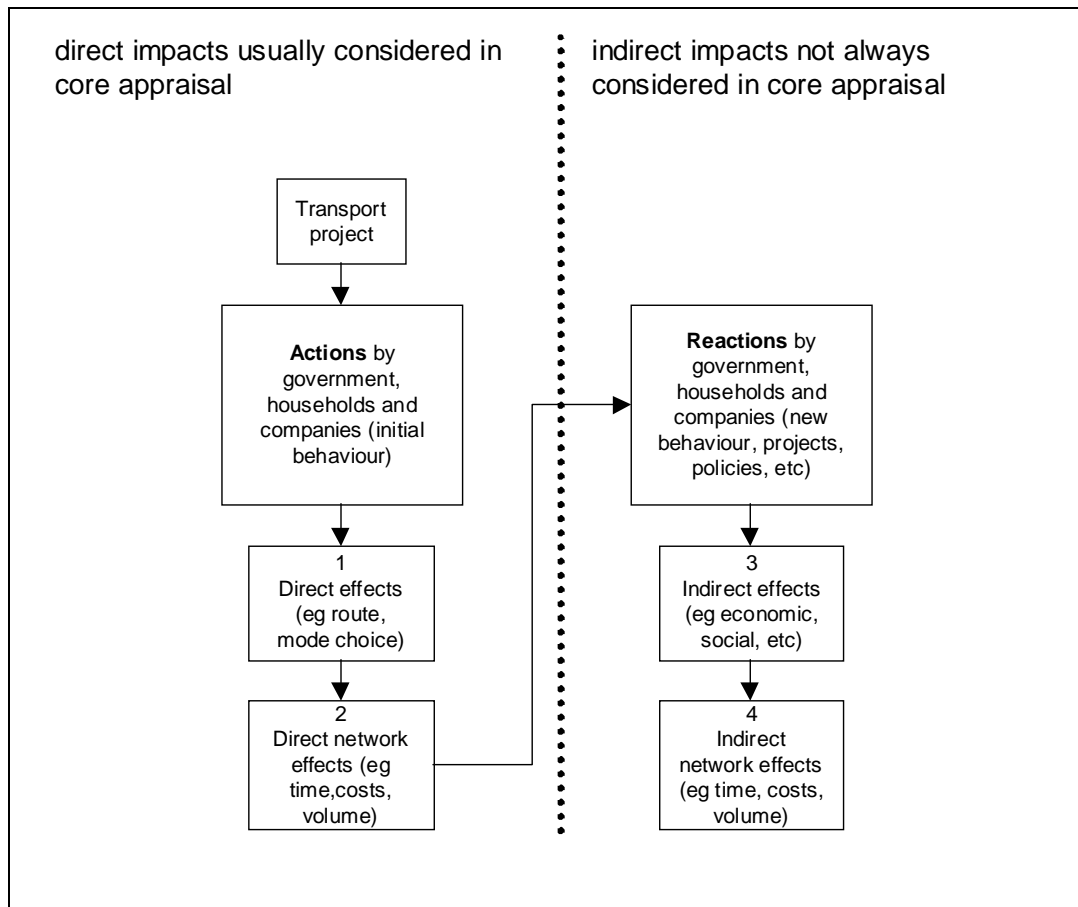 direct impacts usually considered in
core appraisal
indirect impacts not always
considered in core appraisal
Transport
project
Actions by
government,
households and
companies (initial
behaviour)
1
Direct effects
(eg route,
mode choice)
2
Direct network
effects (eg
time,costs,
volume)
Reactions by
government,
households and
companies (new
behaviour, projects,
policies, etc)
3
Indirect effects
(eg economic,
social, etc)
4
Indirect
network effects
(eg time, costs,
volume)